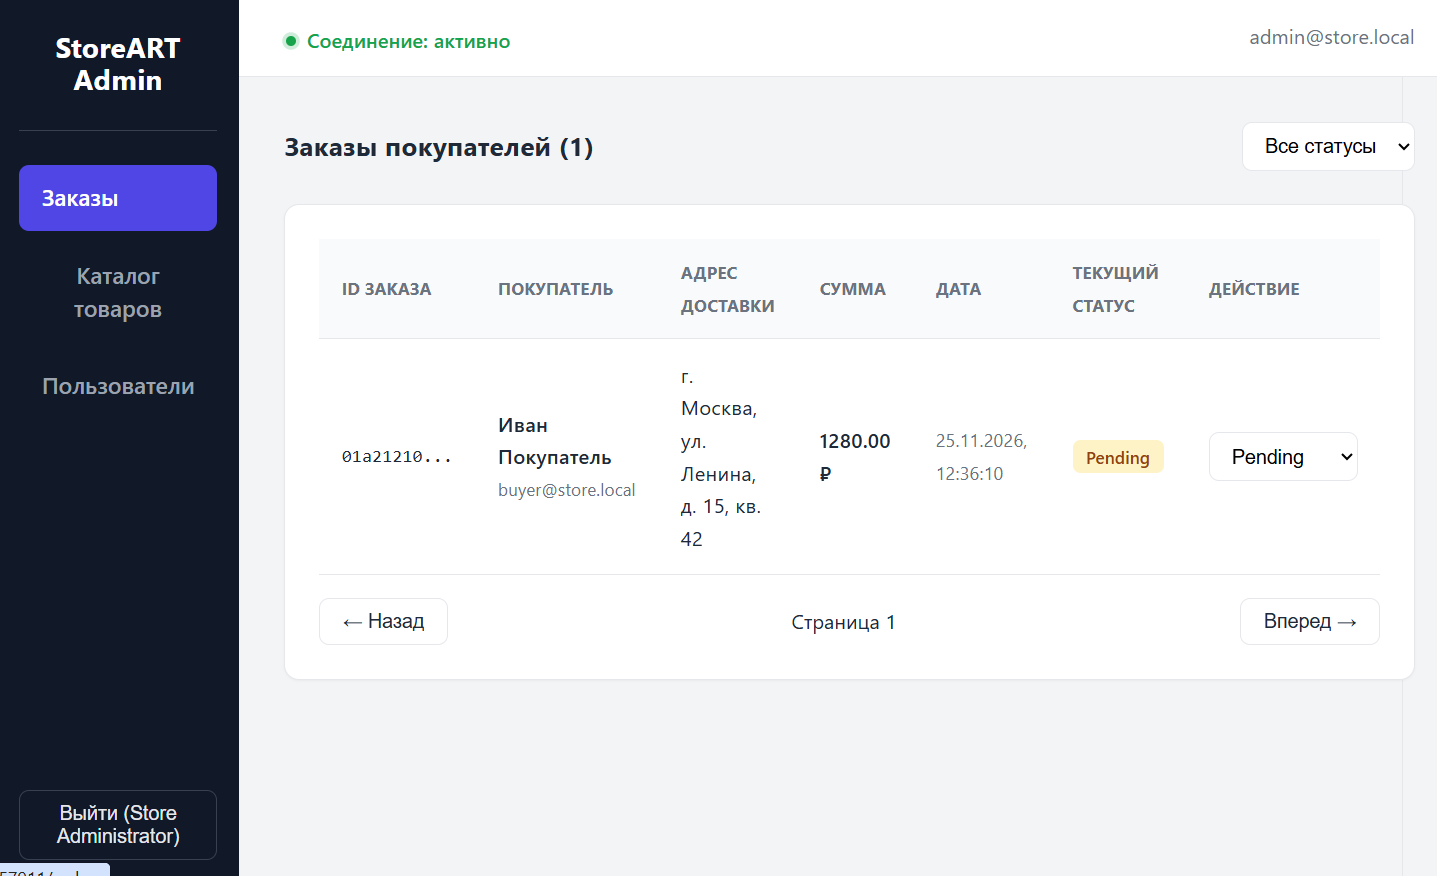 StoreART
Admin
Соединение: активно
admin@store.local
Заказы
Каталог
товаров
Пользователи
Выйти (Store
Administrator)
Заказы покупателей (1)
Все статусы
ID ЗАКАЗА
ПОКУПАТЕЛЬ
АДРЕС
ДОСТАВКИ
СУММА
ДАТА
ТЕКУЩИЙ
СТАТУС
ДЕЙСТВИЕ
01a21210...
Иван
Покупатель
buyer@store.local
г.
Москва,
ул.
Ленина,
д. 15, кв.
42
1280.00
₽
25.11.2026,
12:36:10
Pending
Pending
← Назад
Страница 1
Вперед →